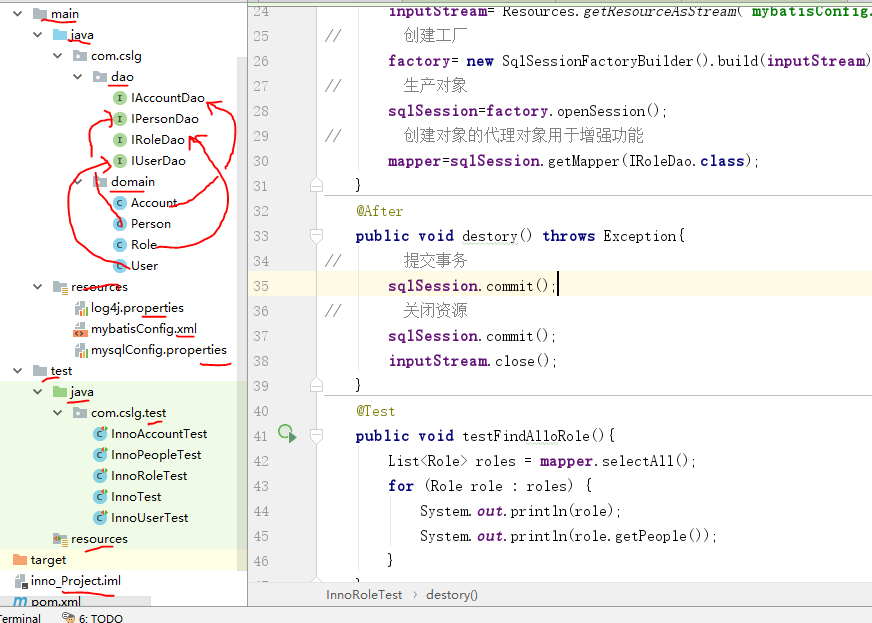 main
java
com.cslg
dao
IAccountDao
IPersonDao
IRoleDao
IUserDao
domain
Account
Person
Role
User
resources
log4j.properties
mybatisConfig.xml
mysqlConfig.properties
test
java
com.cslg.test
InnoAccountTest
InnoPeopleTest
InnoRoleTest
InnoTest
InnoUserTest
resources
target
inno_Project.iml
pom.xml
24 inputStream= Resources.getResourceAsStream( mybatisConfig.
25 // 创建工厂
26 factory= new SqlSessionFactoryBuilder().build(inputStream)
27 // 生产对象
28 sqlSession=factory.openSession();
29 // 创建对象的代理对象用于增强功能
30 mapper=sqlSession.getMapper(IRoleDao.class);
31 }
32 @After
33 public void destory() throws Exception{
34 // 提交事务
35 sqlSession.commit();
36 // 关闭资源
37 sqlSession.commit();
38 inputStream.close();
39 }
40 @Test
41 public void testFindAlloRole(){
42 List<Role> roles = mapper.selectAll();
43 for (Role role : roles) {
44 System.out.println(role);
45 System.out.println(role.getPeople());
46 }
InnoRoleTest › destory()
Terminal 6: TODO